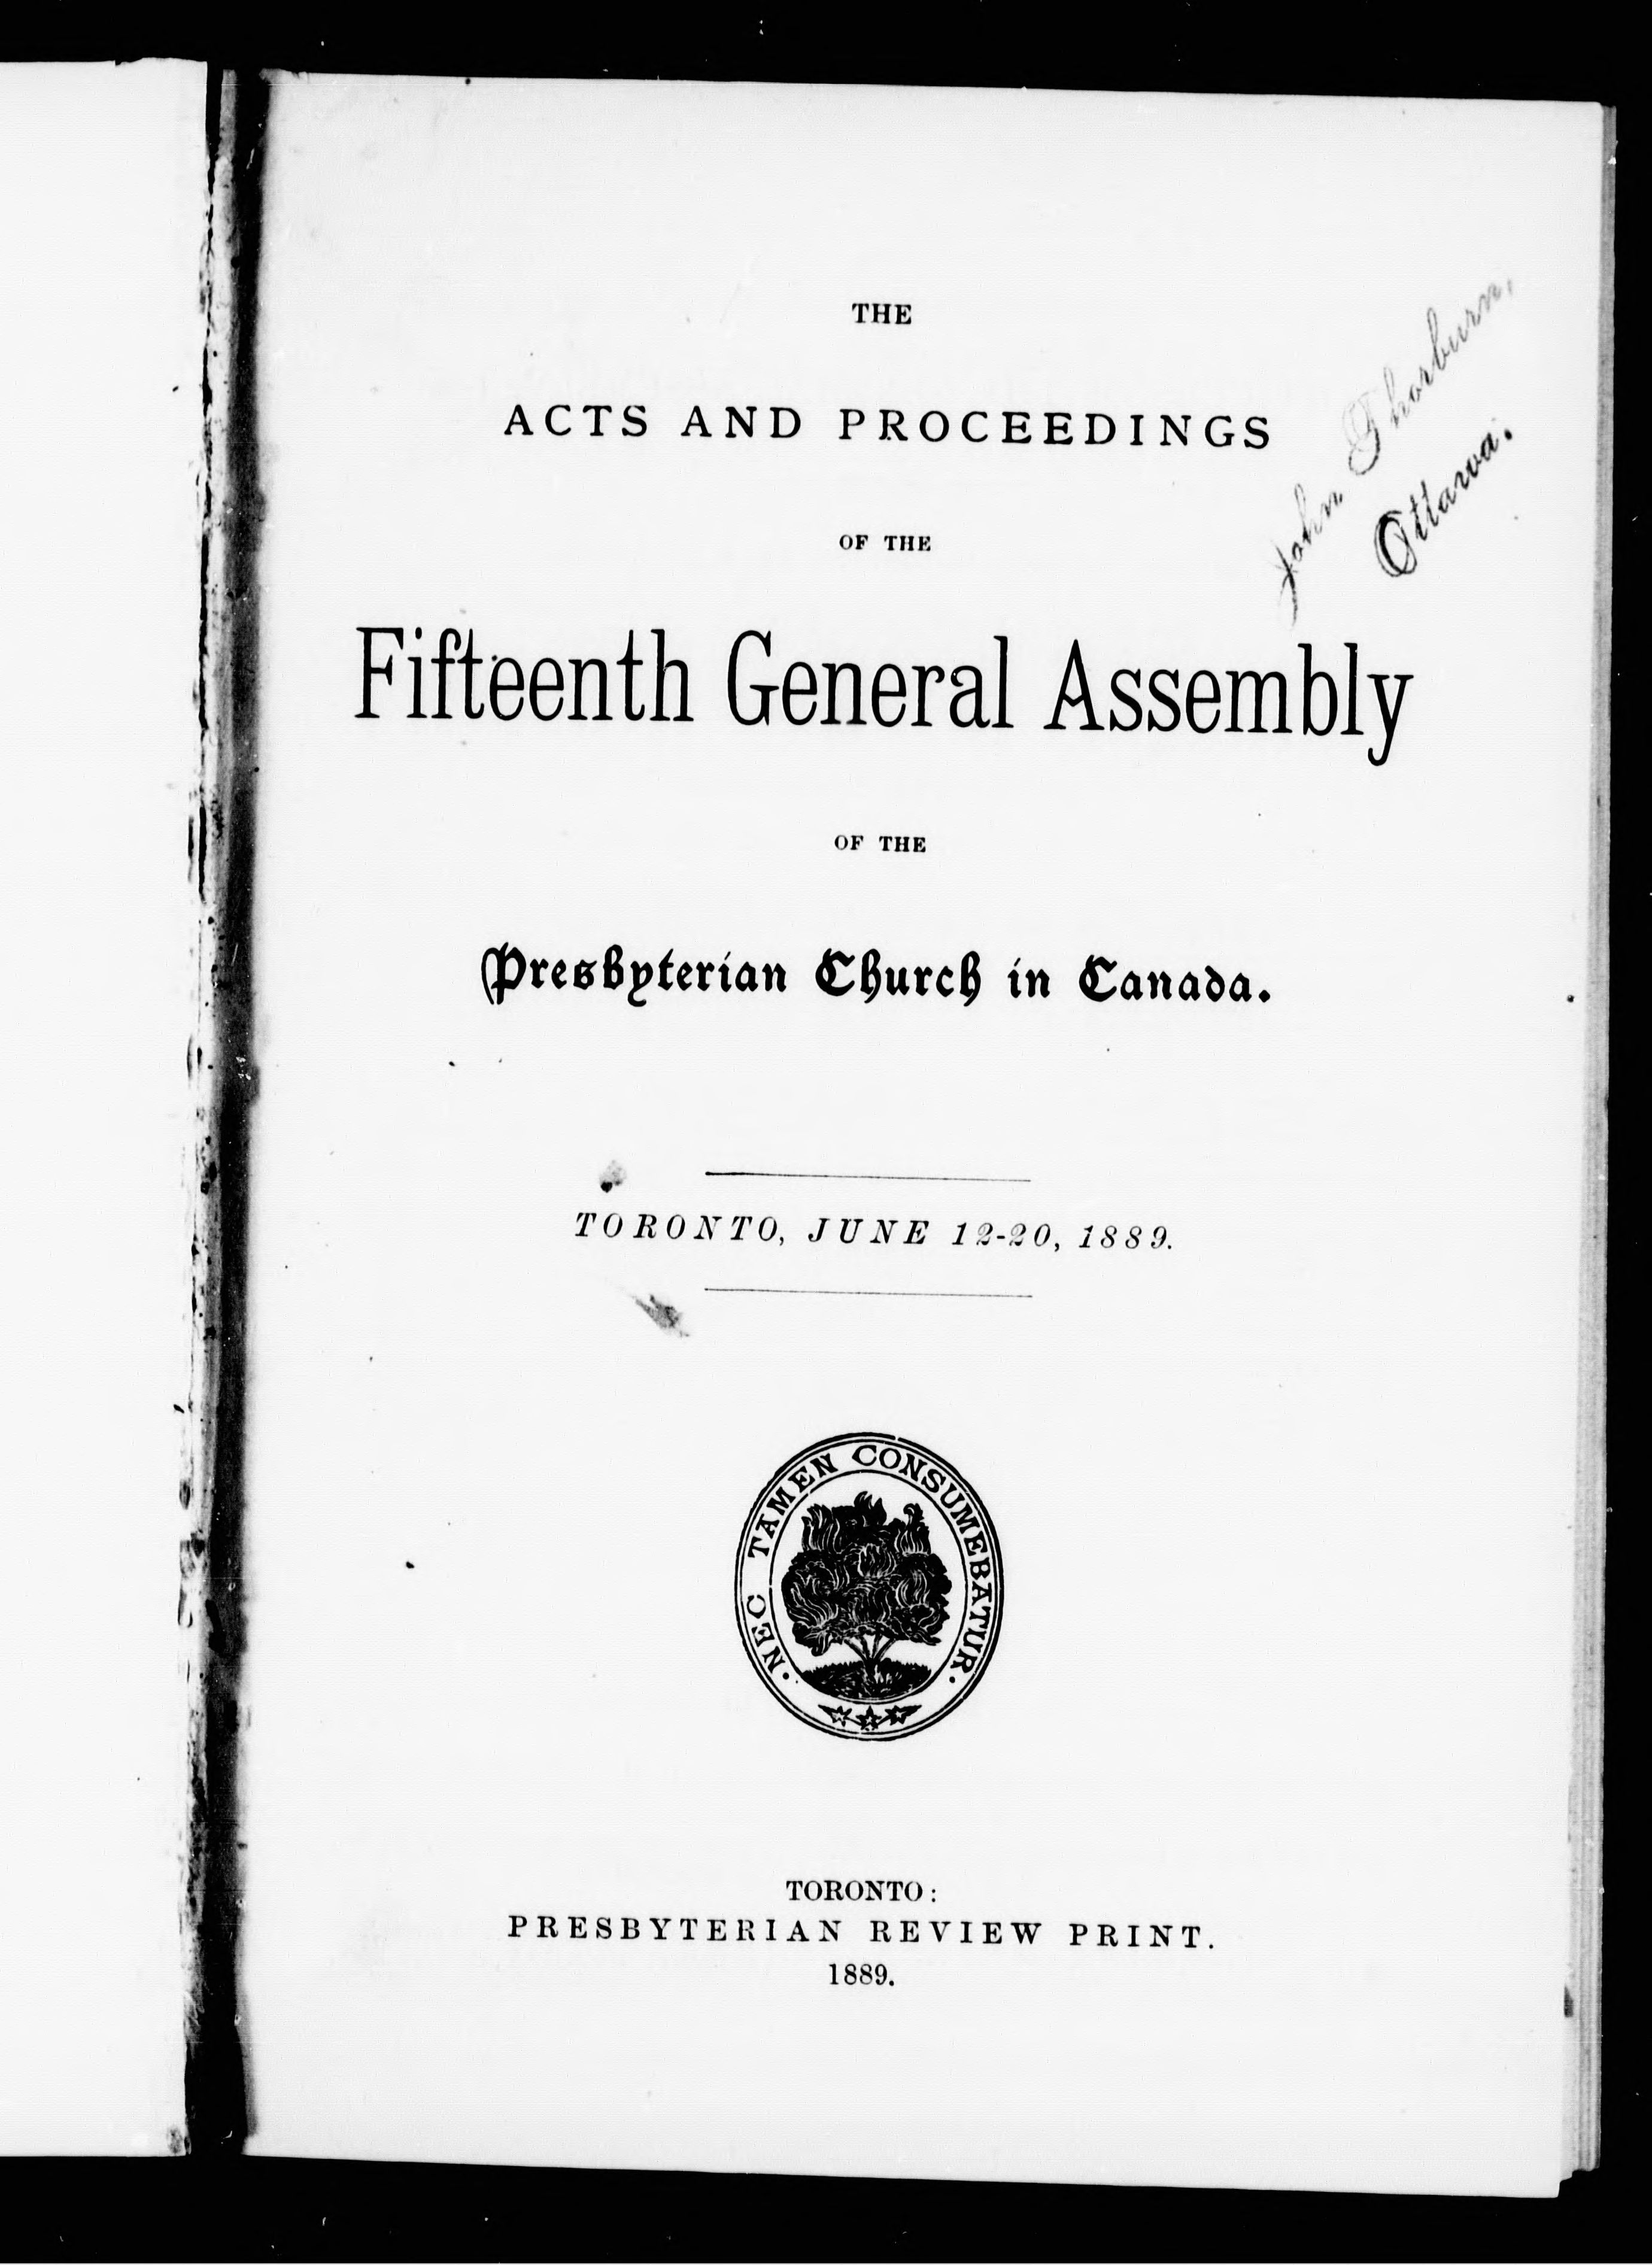 THE
ACTS AND PROCEEDINGS
John Thorburn,
Ottawa.
OF THE
Fifteenth General Assembly
OF THE
Presbyterian Church in Canada.
TORONTO, JUNE 12-20, 1889.
· NEC TAMEN CONSUMEBATUR ·
TORONTO:
PRESBYTERIAN REVIEW PRINT.
1889.